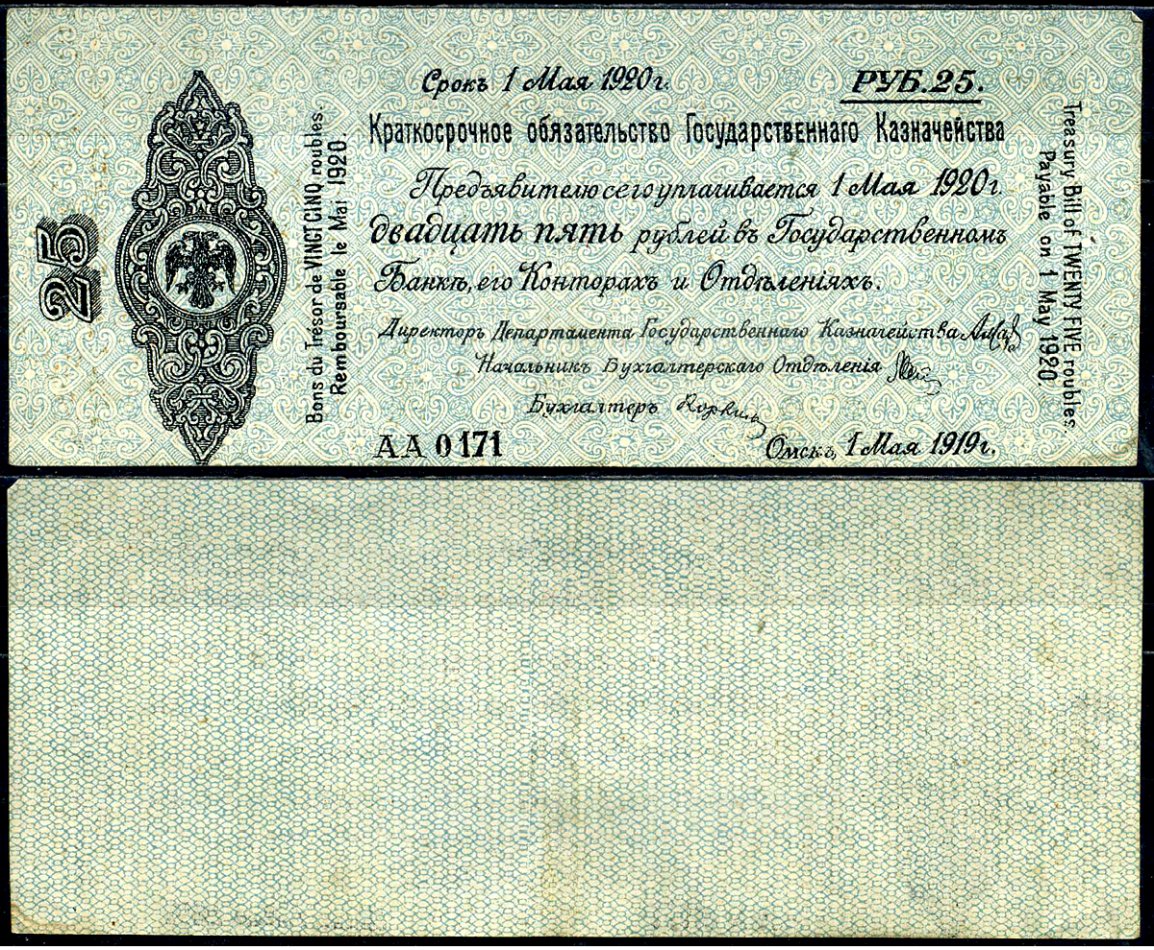 25
Bons du Trésor de VINGT CINQ roubles.
Remboursable le Mai 1920.
Срокъ 1 Мая 1920 г.
РУБ. 25.
Краткосрочное обязательство Государственнаго Казначейства
Предъявителю сего уплачивается 1 Мая 1920 г
двадцать пять рублей въ Государственномъ
Банкѣ, его Конторахъ и Отдѣленіяхъ.
Директоръ Департамента Государственнаго Казначейства
Начальникъ Бухгалтерскаго Отдѣленія
Бухгалтеръ
АА 0171
Омскъ, 1 Мая 1919 г.
Treasury Bill of TWENTY FIVE roubles.
Payable on 1 May 1920